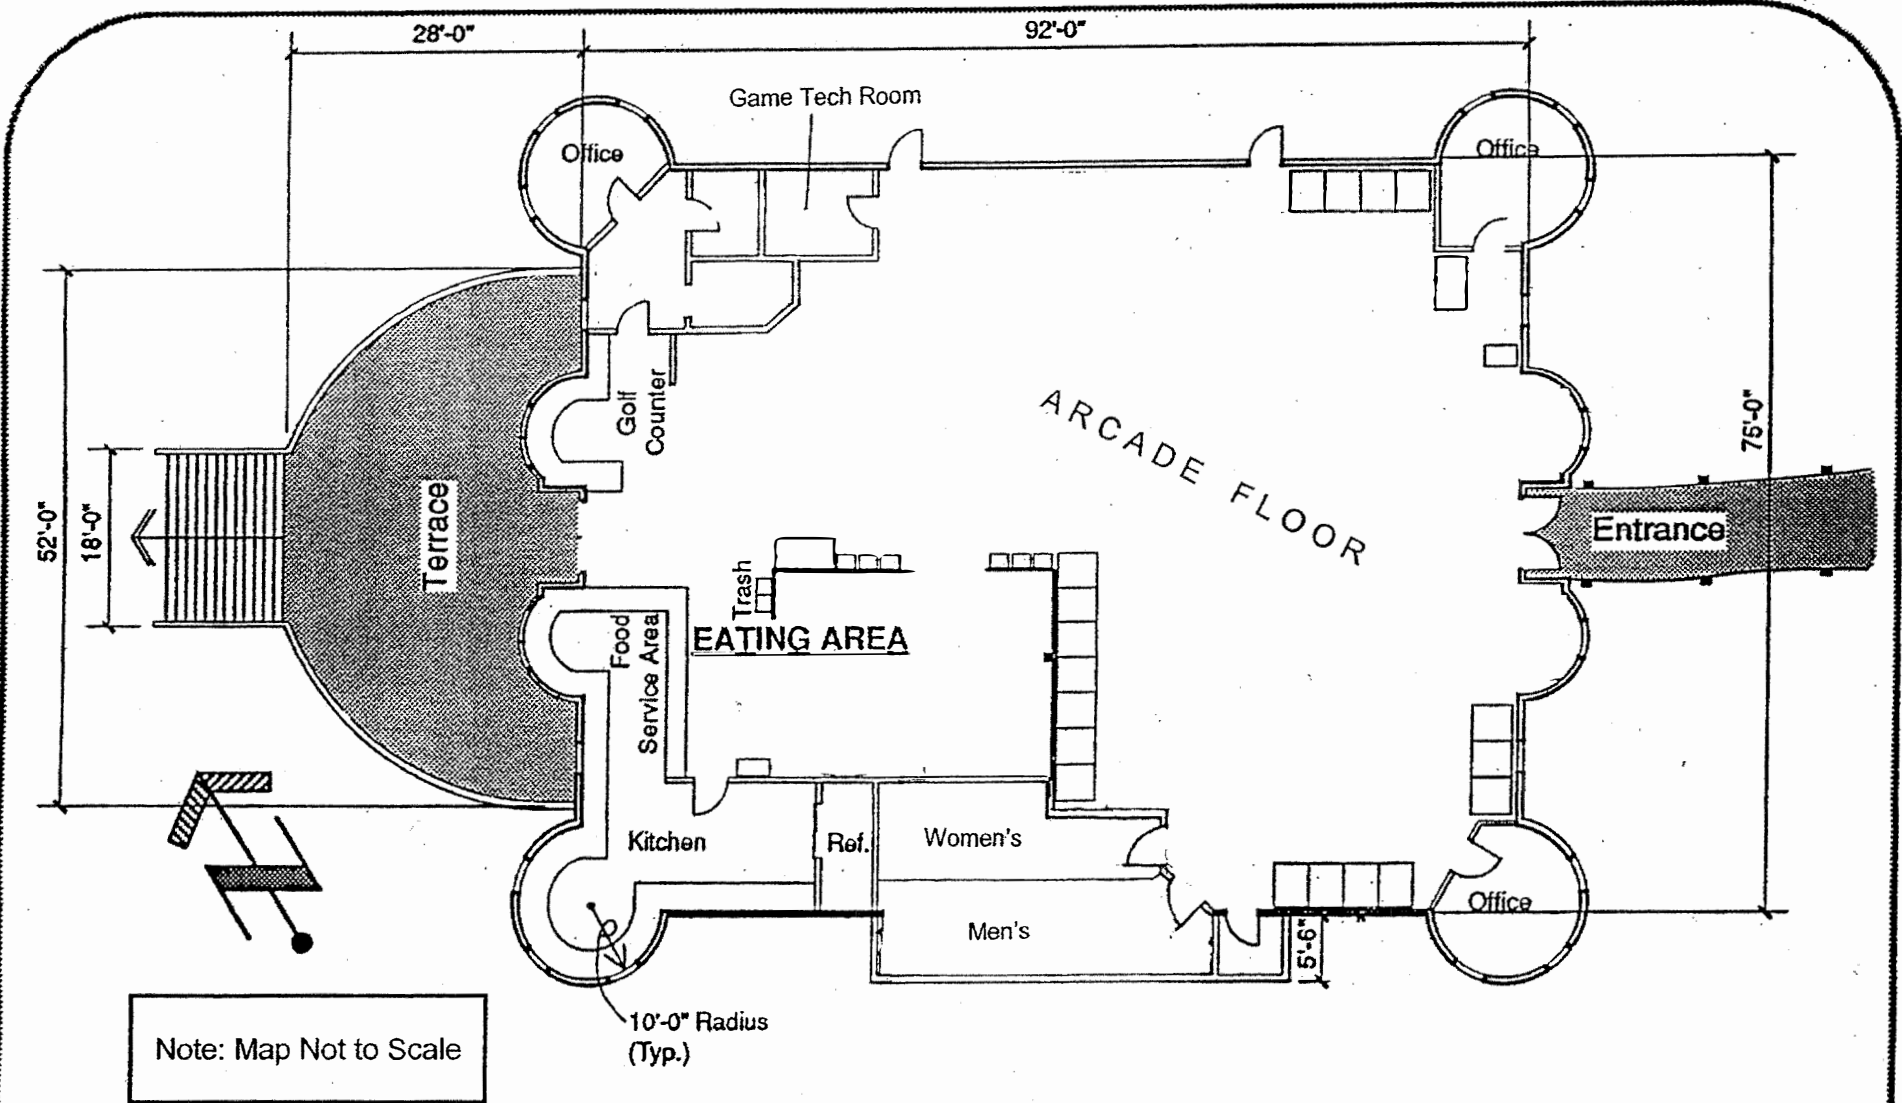 28'-0"
92'-0"
Game Tech Room
Office
Office
Golf
Counter
ARCADE FLOOR
75'-0"
52'-0"
18'-0"
Terrace
Entrance
Trash
EATING AREA
Food
Service Area
Kitchen
Ref.
Women's
Men's
Office
5'-6"
10'-0" Radius
(Typ.)
Note: Map Not to Scale